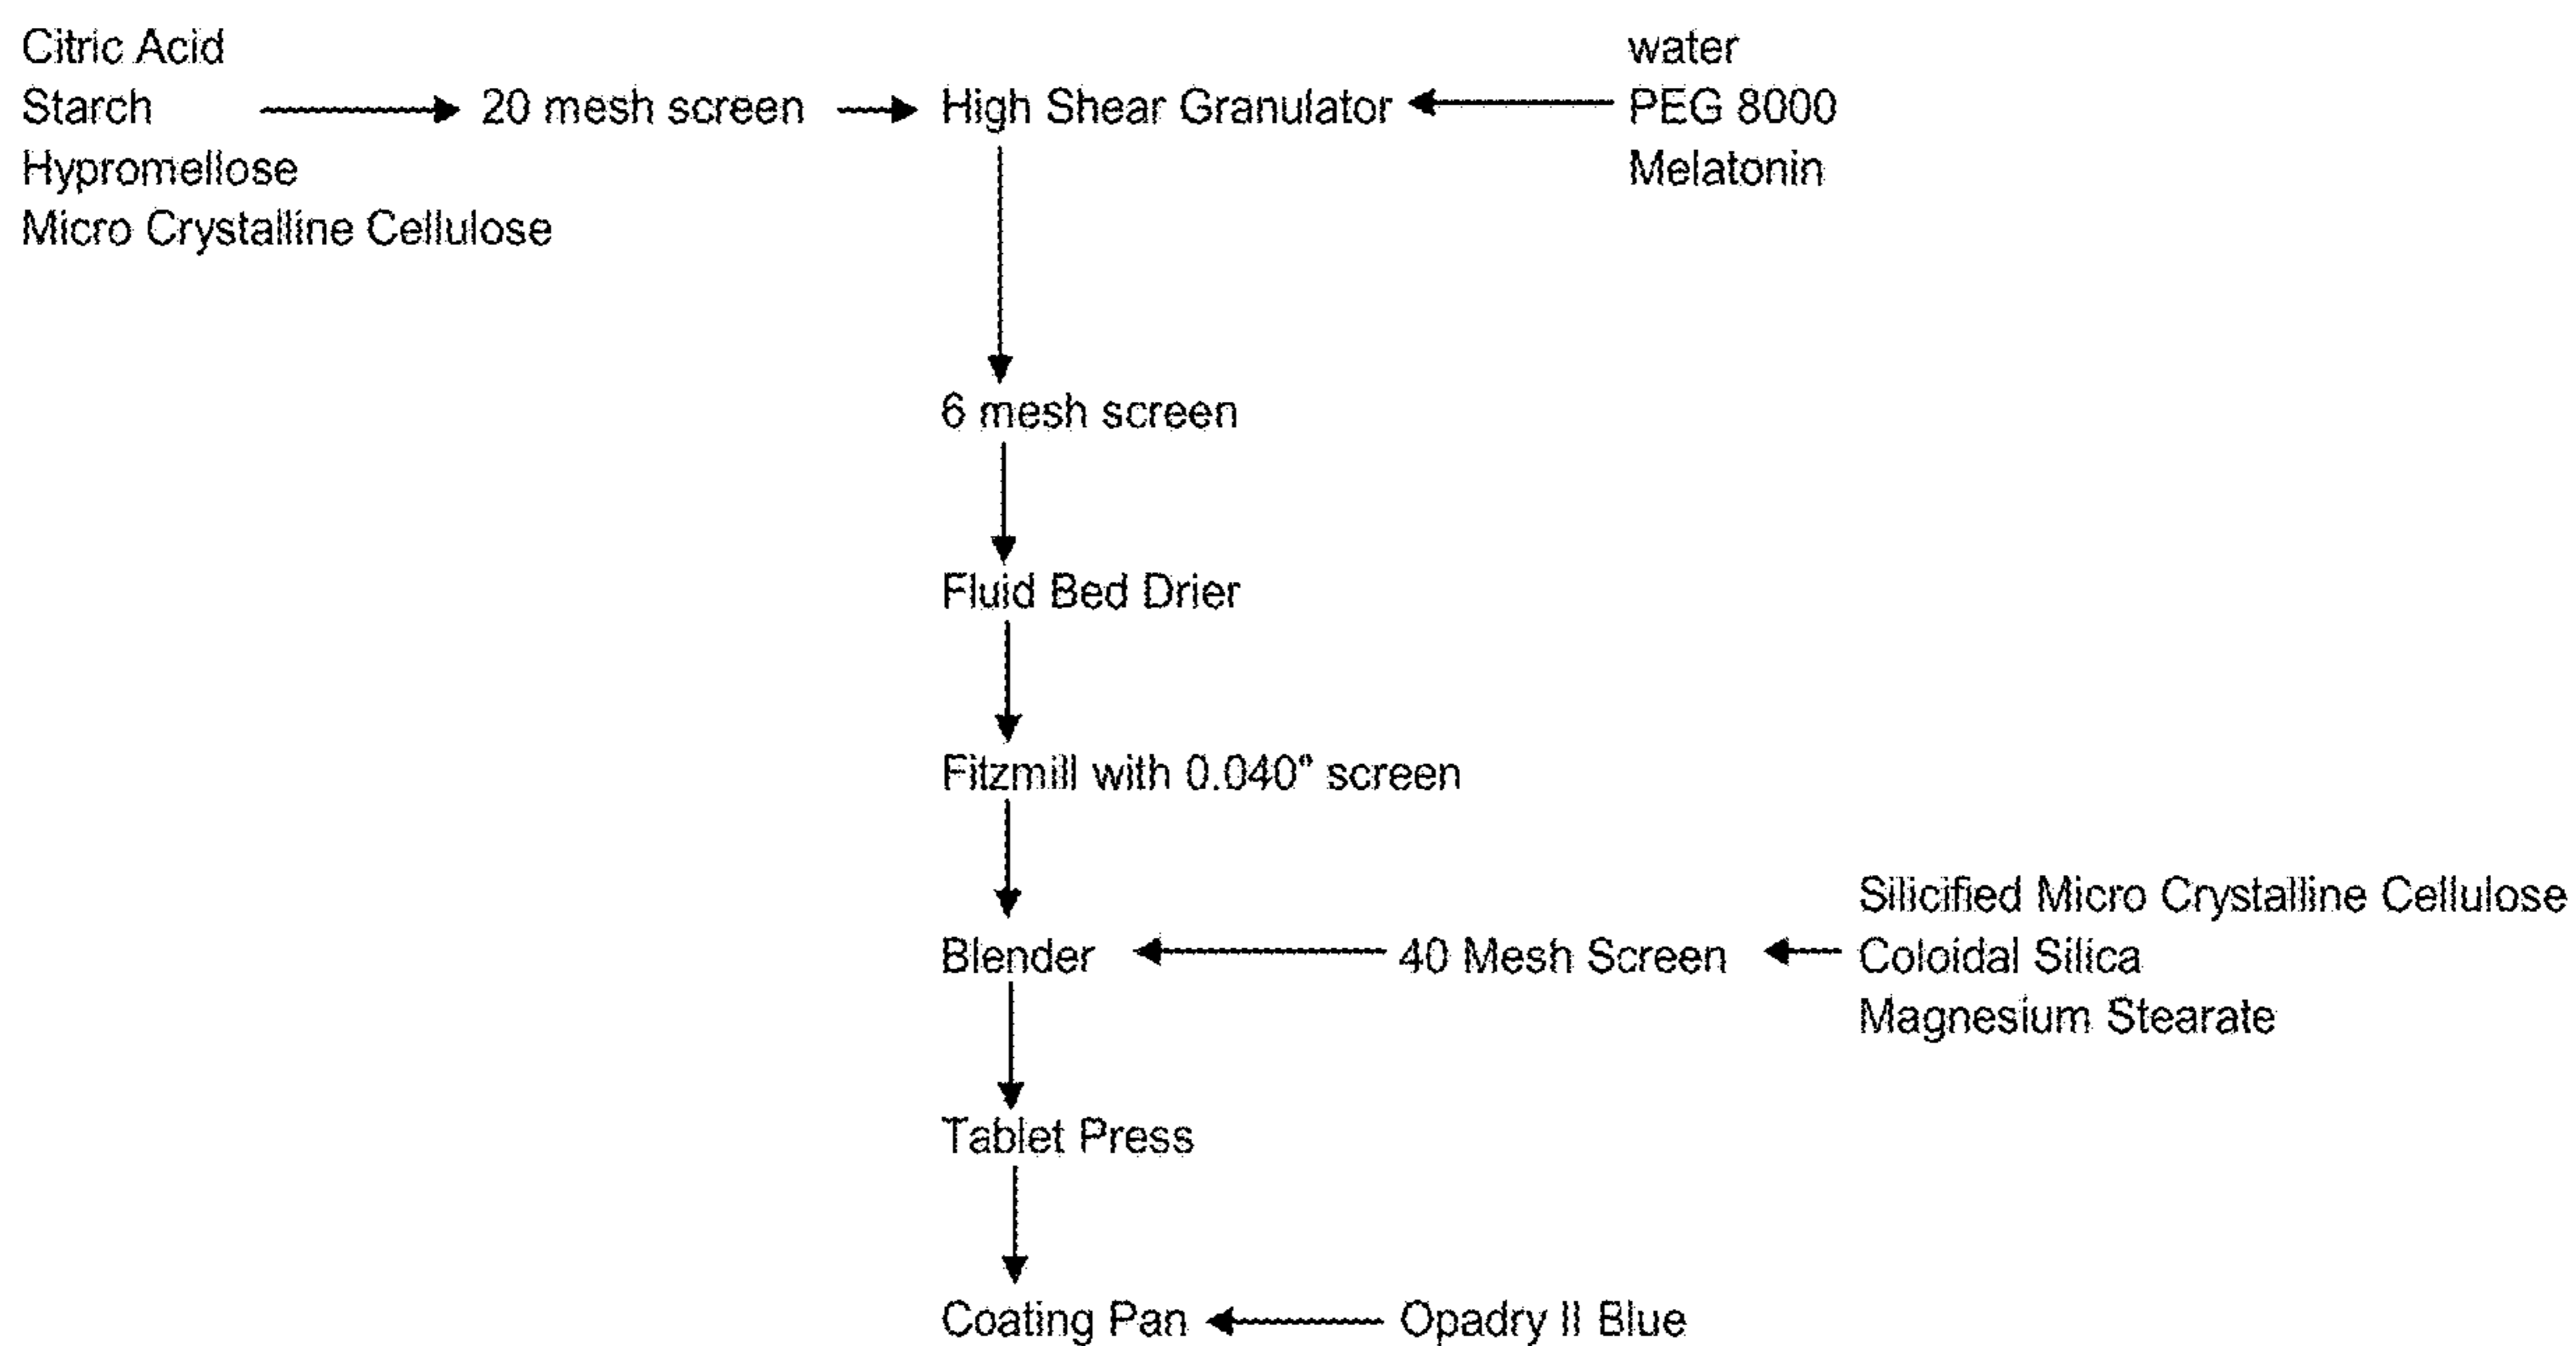 Citric Acid
Starch
Hypromellose
Micro Crystalline Cellulose
20 mesh screen
High Shear Granulator
water
PEG 8000
Melatonin
6 mesh screen
Fluid Bed Drier
Fitzmill with 0.040" screen
Blender
40 Mesh Screen
Silicified Micro Crystalline Cellulose
Coloidal Silica
Magnesium Stearate
Tablet Press
Coating Pan
Opadry II Blue